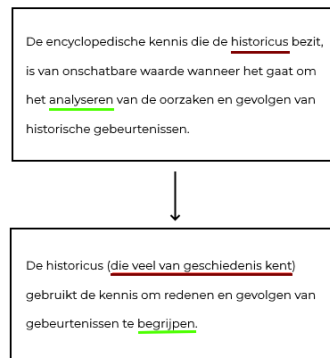 De encyclopedische kennis die de historicus bezit,
is van onschatbare waarde wanneer het gaat om
het analyseren van de oorzaken en gevolgen van
historische gebeurtenissen.
De historicus (die veel van geschiedenis kent)
gebruikt de kennis om redenen en gevolgen van
gebeurtenissen te begrijpen.